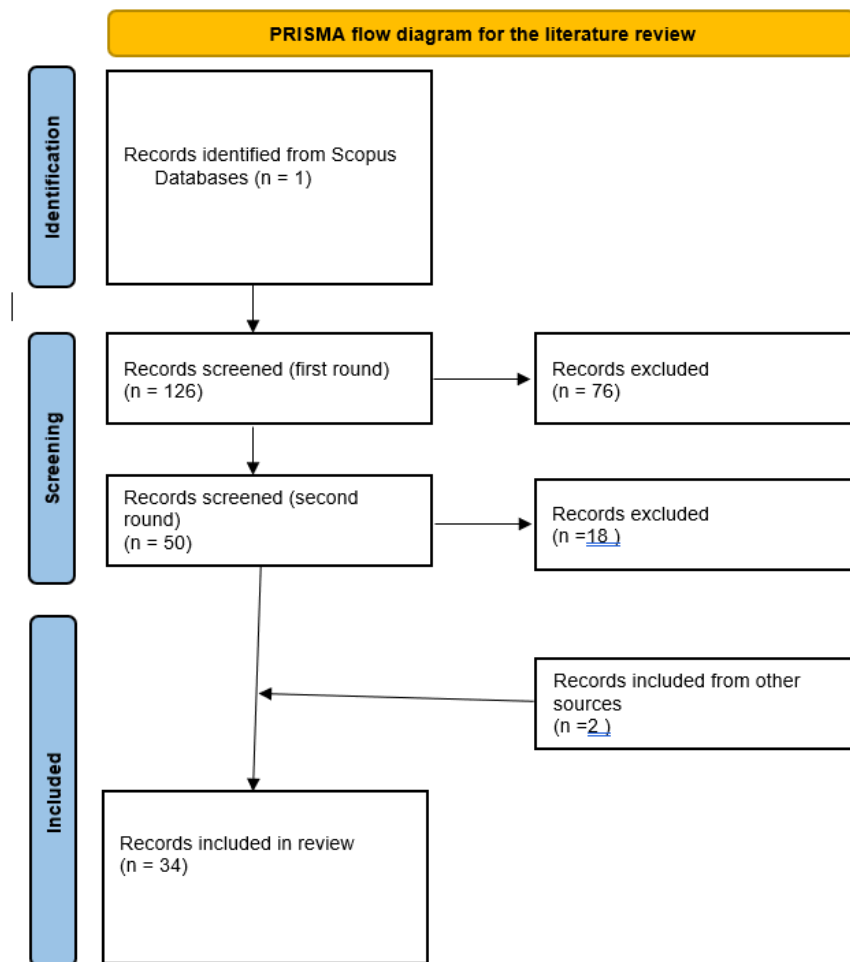 PRISMA flow diagram for the literature review
Identification
Records identified from Scopus
Databases (n = 1)
Screening
Records screened (first round)
(n = 126)
Records excluded
(n = 76)
Records screened (second
round)
(n = 50)
Records excluded
(n =18 )
Included
Records included from other
sources
(n =2 )
Records included in review
(n = 34)